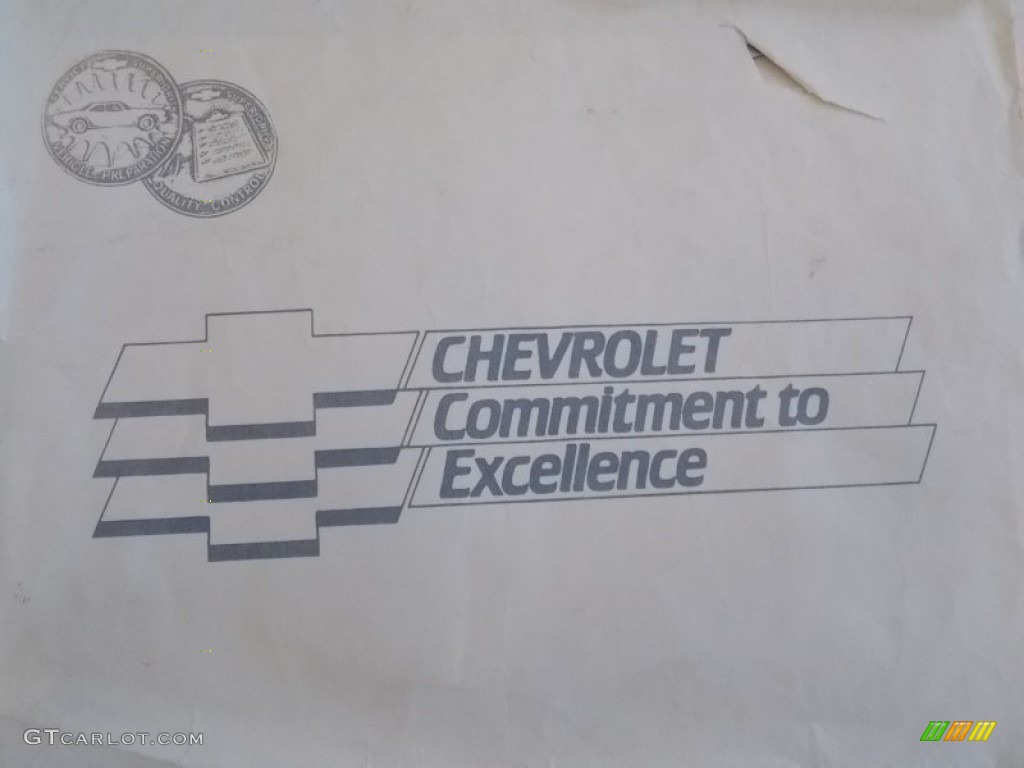 VEHICLE PREPARATION
QUALITY CONTROL
CHEVROLET
Commitment to
Excellence
GTCARLOT.COM